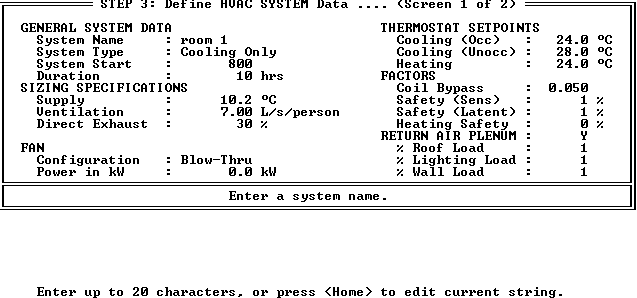 STEP 3: Define HVAC SYSTEM Data .... (Screen 1 of 2)
GENERAL SYSTEM DATA
System Name : room 1
System Type : Cooling Only
System Start : 800
Duration : 10 hrs
SIZING SPECIFICATIONS
Supply : 10.2 ºC
Ventilation : 7.00 L/s/person
Direct Exhaust : 30 %
FAN
Configuration : Blow-Thru
Power in kW : 0.0 kW
THERMOSTAT SETPOINTS
Cooling (Occ) : 24.0 ºC
Cooling (Unocc) : 28.0 ºC
Heating : 24.0 ºC
FACTORS
Coil Bypass : 0.050
Safety (Sens) : 1 %
Safety (Latent) : 1 %
Heating Safety : 0 %
RETURN AIR PLENUM : Y
% Roof Load : 1
% Lighting Load : 1
% Wall Load : 1
Enter a system name.
Enter up to 20 characters, or press <Home> to edit current string.